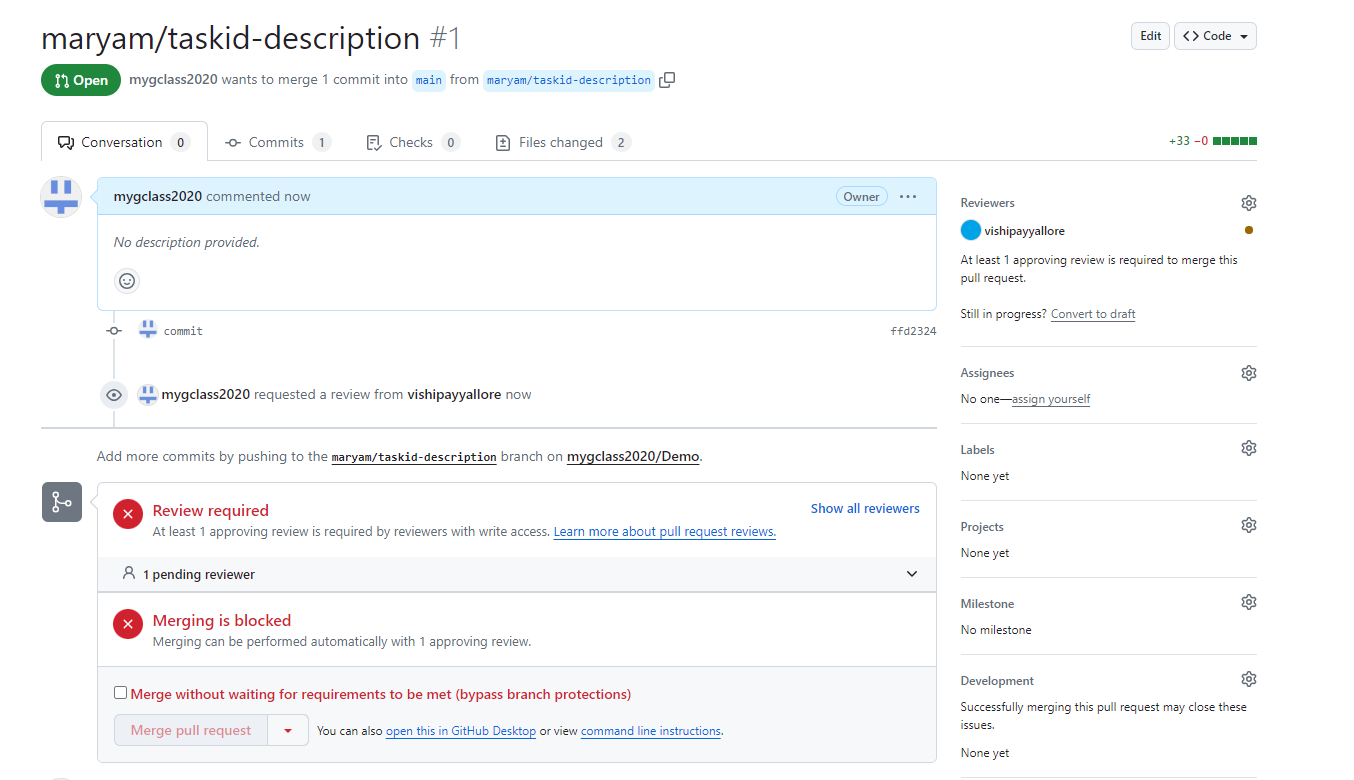 maryam/taskid-description #1
Edit
<> Code
Open
mygclass2020 wants to merge 1 commit into main from maryam/taskid-description
Conversation 0
Commits 1
Checks 0
Files changed 2
+33 −0
mygclass2020 commented now
Owner
No description provided.
commit
ffd2324
mygclass2020 requested a review from vishipayyallore now
Add more commits by pushing to the maryam/taskid-description branch on mygclass2020/Demo.
Review required
Show all reviewers
At least 1 approving review is required by reviewers with write access. Learn more about pull request reviews.
1 pending reviewer
Merging is blocked
Merging can be performed automatically with 1 approving review.
Merge without waiting for requirements to be met (bypass branch protections)
Merge pull request
You can also open this in GitHub Desktop or view command line instructions.
Reviewers
vishipayyallore
At least 1 approving review is required to merge this
pull request.
Still in progress? Convert to draft
Assignees
No one—assign yourself
Labels
None yet
Projects
None yet
Milestone
No milestone
Development
Successfully merging this pull request may close these
issues.
None yet